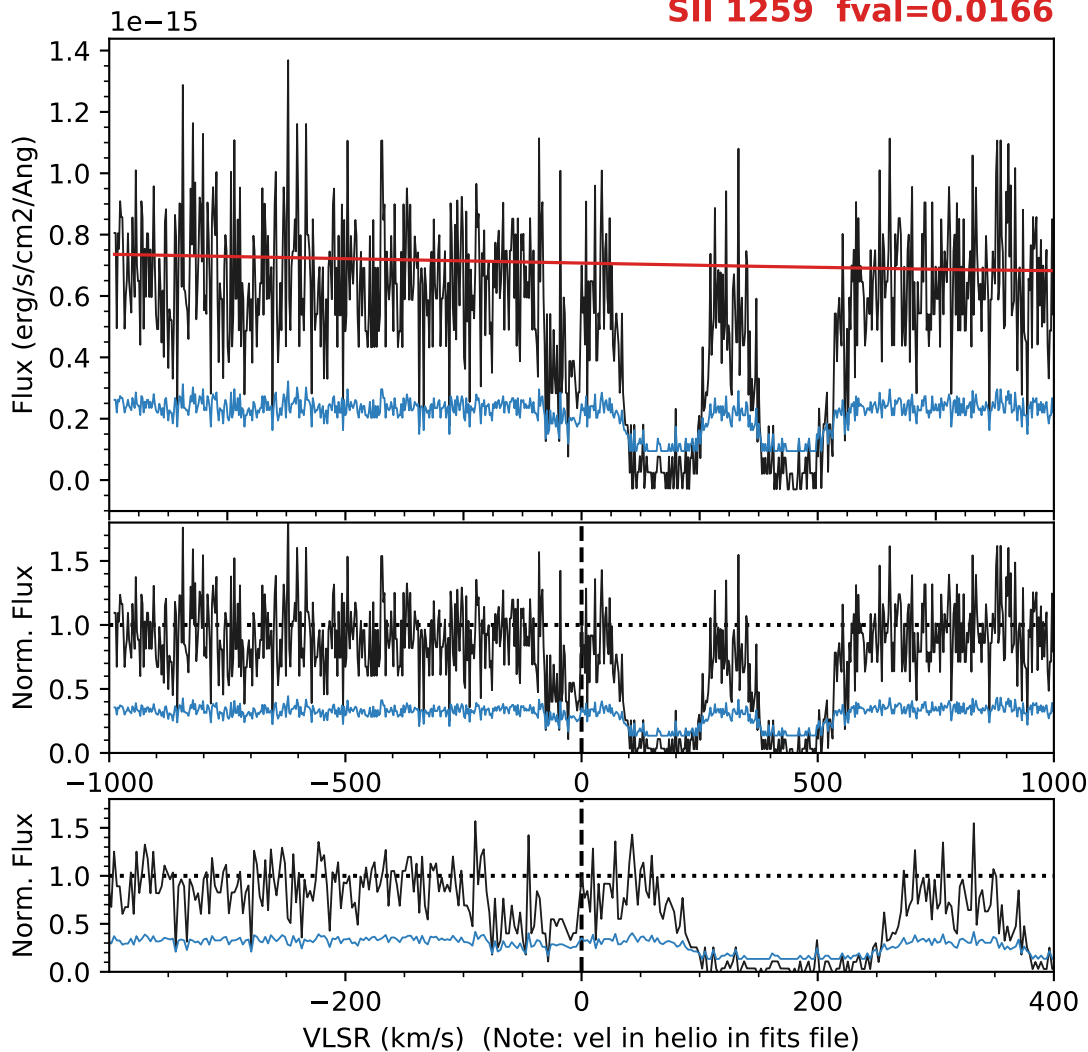 1e−15
SII 1259 fval=0.0166
1.4
1.2
1.0
0.8
0.6
0.4
0.2
0.0
Flux (erg/s/cm2/Ang)
1.5
1.0
0.5
0.0
Norm. Flux
−1000 −500 0 500 1000
1.5
1.0
0.5
0.0
Norm. Flux
−200 0 200 400
VLSR (km/s) (Note: vel in helio in fits file)